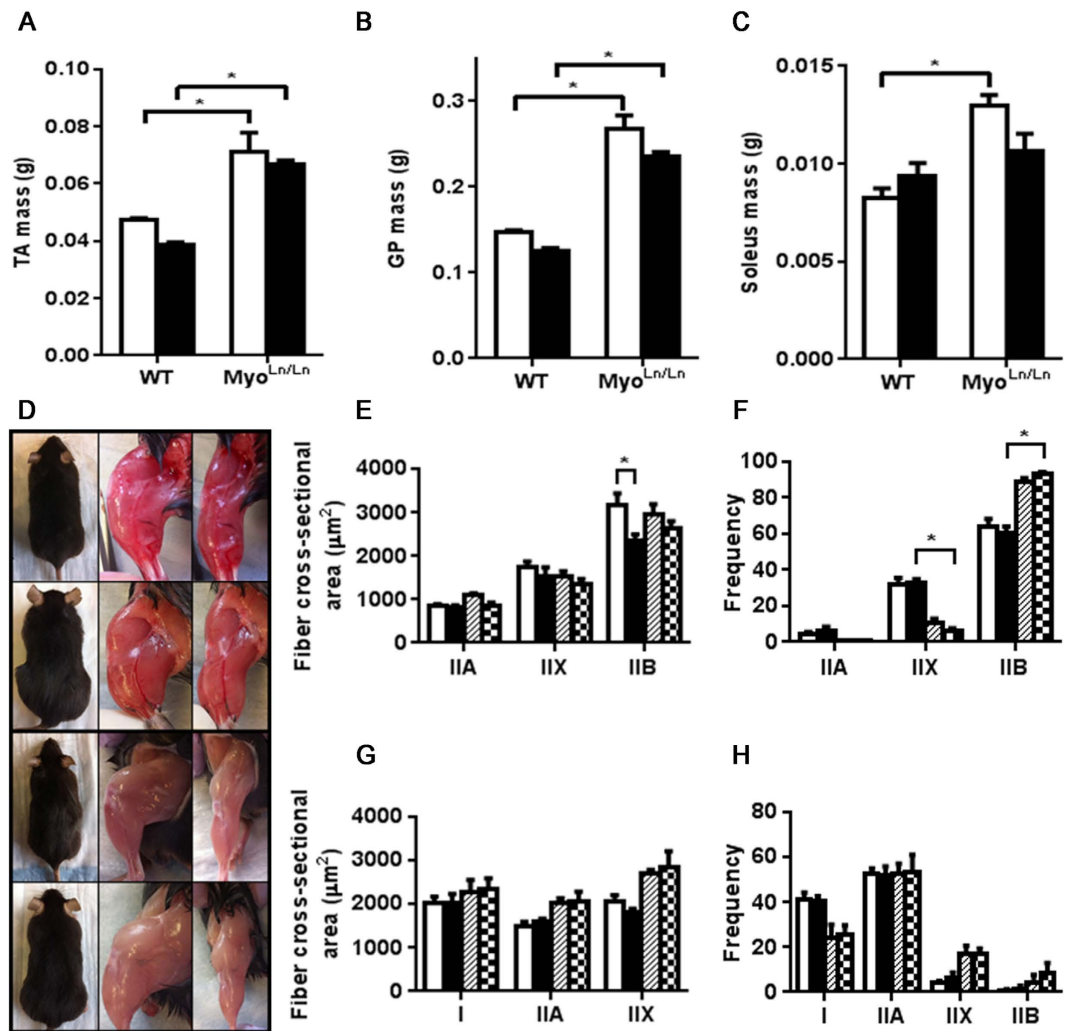 A
TA mass (g)
0.10
0.08
0.06
0.04
0.02
0.00
*
*
WT
Myo^Ln/Ln
B
GP mass (g)
0.3
0.2
0.1
0.0
*
*
WT
Myo^Ln/Ln
C
Soleus mass (g)
0.015
0.010
0.005
0.000
*
WT
Myo^Ln/Ln
D
E
Fiber cross-sectional
area (μm²)
4000
3000
2000
1000
0
*
IIA
IIX
IIB
F
Frequency
100
80
60
40
20
0
*
*
IIA
IIX
IIB
G
Fiber cross-sectional
area (μm²)
4000
3000
2000
1000
0
I
IIA
IIX
H
Frequency
80
60
40
20
0
I
IIA
IIX
IIB